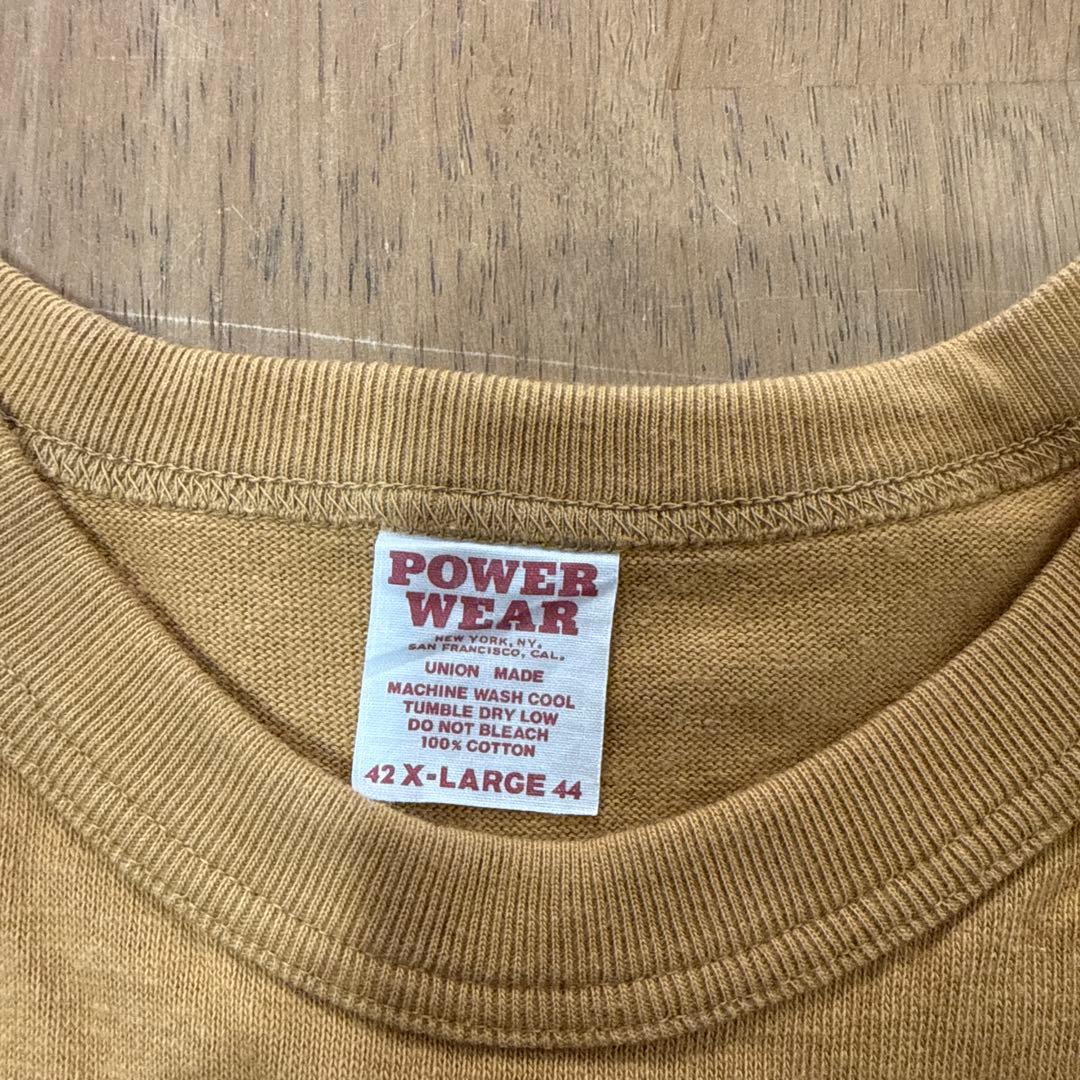 POWER
WEAR
NEW YORK, NY.
SAN FRANCISCO, CAL.
UNION MADE
MACHINE WASH COOL
TUMBLE DRY LOW
DO NOT BLEACH
100% COTTON
42 X-LARGE 44